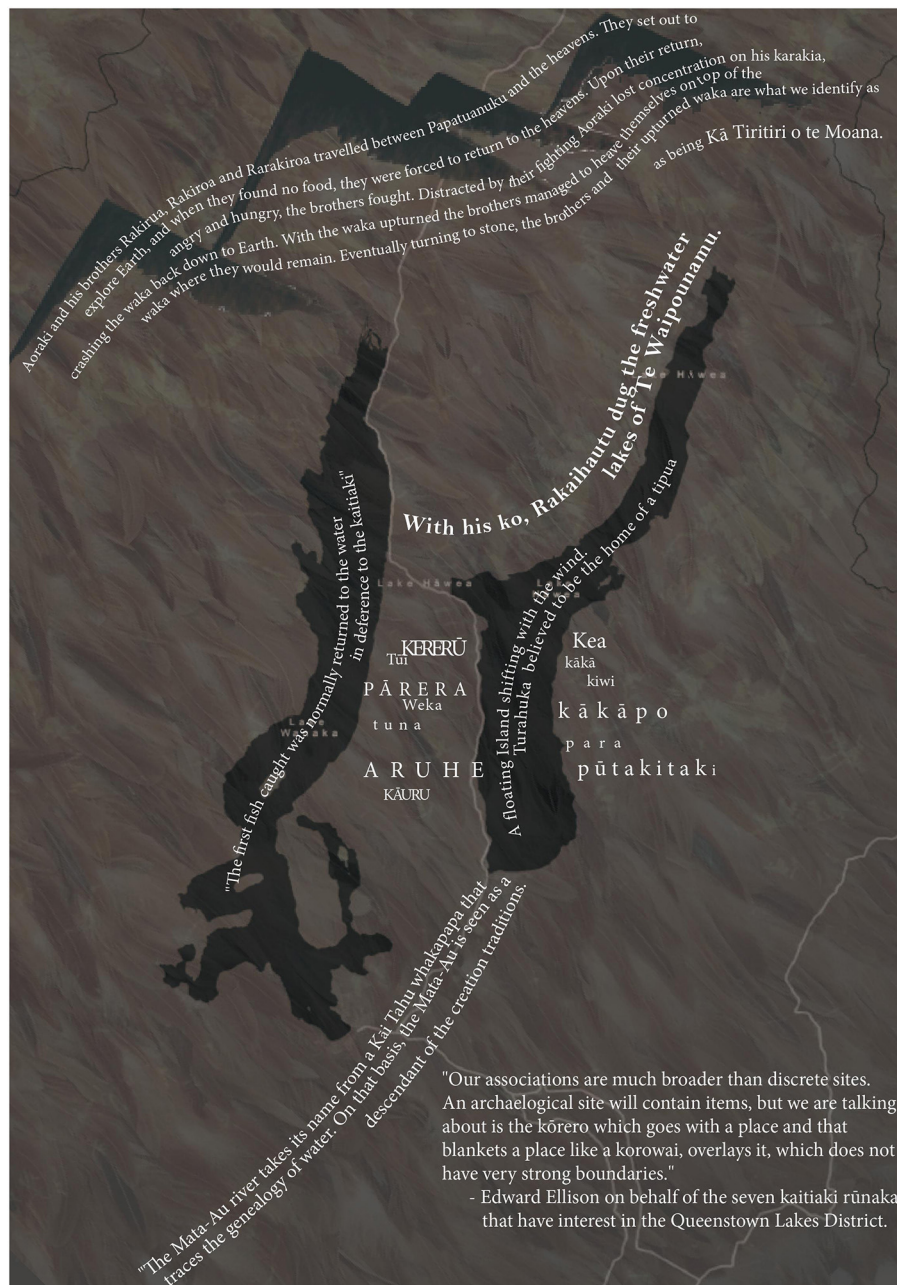 Aoraki and his brothers Rakirua, Rakiroa and Rarakiroa travelled between Papatuanuku and the heavens. They set out to
explore Earth, and when they found no food, they were forced to return to the heavens. Upon their return,
angry and hungry, the brothers fought. Distracted by their fighting Aoraki lost concentration on his karakia,
crashing the waka back down to Earth. With the waka upturned the brothers managed to heave themselves ontop of the
waka where they would remain. Eventually turning to stone, the brothers and their upturned waka are what we identify as
as being Kā Tiritiri o te Moana.
With his ko, Rakaihautu dug the freshwater
lakes of Te Waipounamu.
Hāwea
"The first fish caught was normally returned to the water
in deference to the kaitiaki"
Lake Hāwea
Lake
Hāwea
Lake
Wanaka
A floating Island shifting with the wind.
Turahuka believed to be the home of a tipua
KERERŪ
Tui
PĀRERA
Weka
tuna
ARUHE
KĀURU
Kea
kākā
kiwi
kākāpo
para
pūtakitaki
"The Mata-Au river takes its name from a Kāi Tahu whakapapa that
traces the genealogy of water. On that basis, the Mata-Au is seen as a
descendant of the creation traditions.
"Our associations are much broader than discrete sites.
An archaelogical site will contain items, but we are talking
about is the kōrero which goes with a place and that
blankets a place like a korowai, overlays it, which does not
have very strong boundaries."
- Edward Ellison on behalf of the seven kaitiaki rūnaka
that have interest in the Queenstown Lakes District.